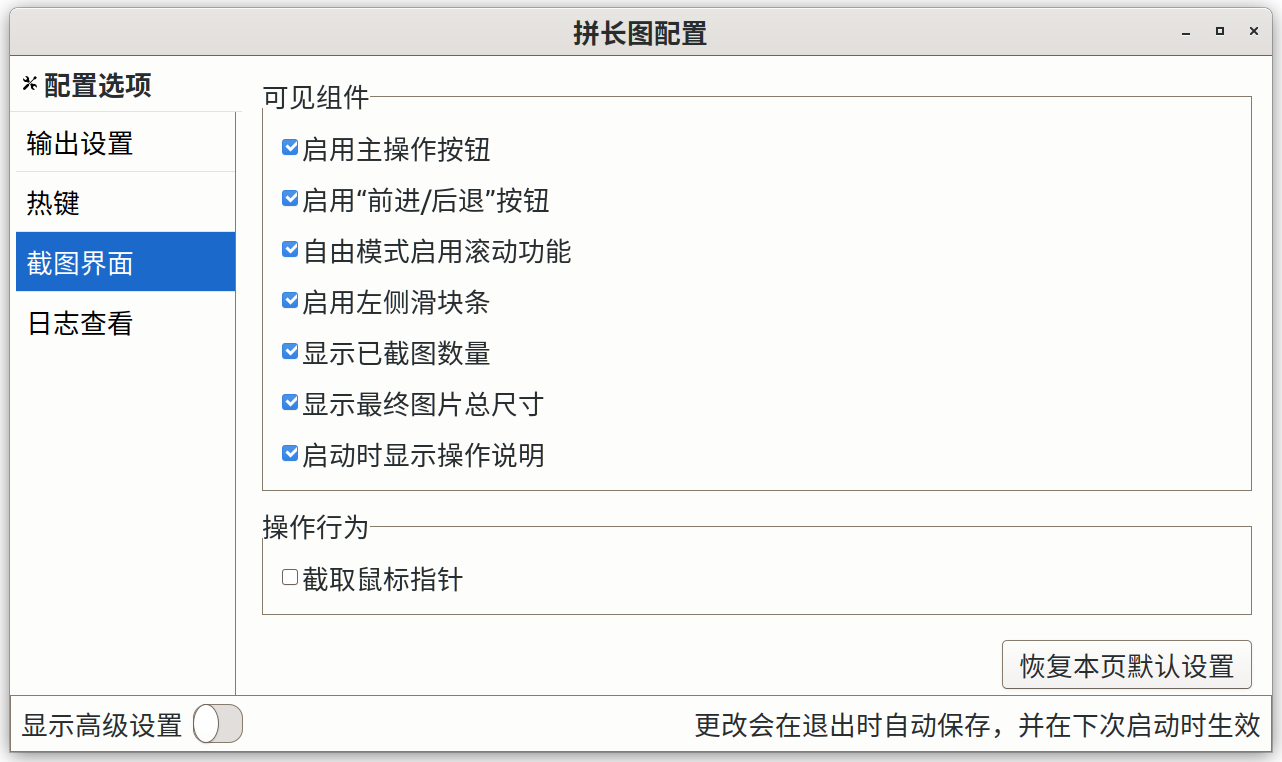 拼长图配置
配置选项
输出设置
热键
截图界面
日志查看
可见组件
启用主操作按钮
启用“前进/后退”按钮
自由模式启用滚动功能
启用左侧滑块条
显示已截图数量
显示最终图片总尺寸
启动时显示操作说明
操作行为
截取鼠标指针
恢复本页默认设置
显示高级设置
更改会在退出时自动保存，并在下次启动时生效